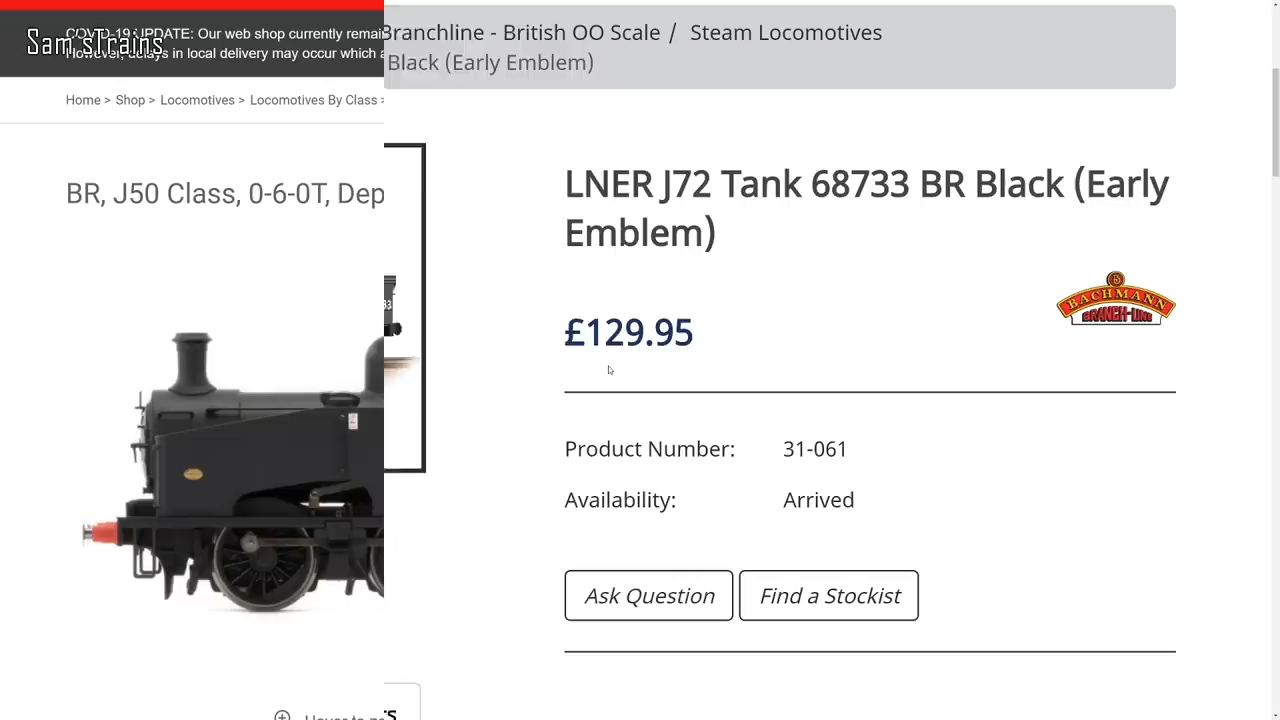 COVID-19 UPDATE: Our web shop currently remai
Sam'sTrains
However, delays in local delivery may occur which a
Home > Shop > Locomotives > Locomotives By Class >
BR, J50 Class, 0-6-0T, Dep
Branchline - British OO Scale / Steam Locomotives
Black (Early Emblem)
LNER J72 Tank 68733 BR Black (Early
Emblem)
BACHMANN
BRANCH-LINE
£129.95
Product Number: 31-061
Availability: Arrived
Ask Question Find a Stockist